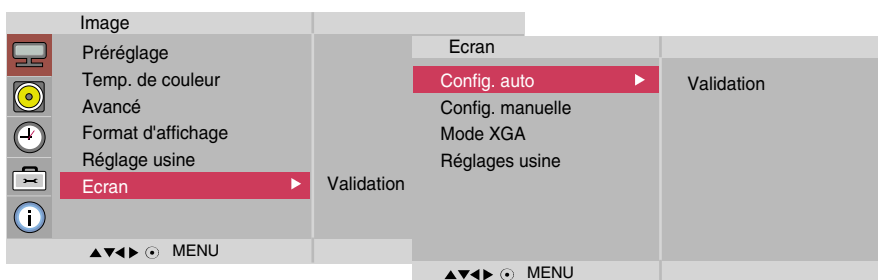 Image
Préréglage
Temp. de couleur
Avancé
Format d'affichage
Réglage usine
Ecran
Validation
MENU
Ecran
Config. auto
Validation
Config. manuelle
Mode XGA
Réglages usine
MENU